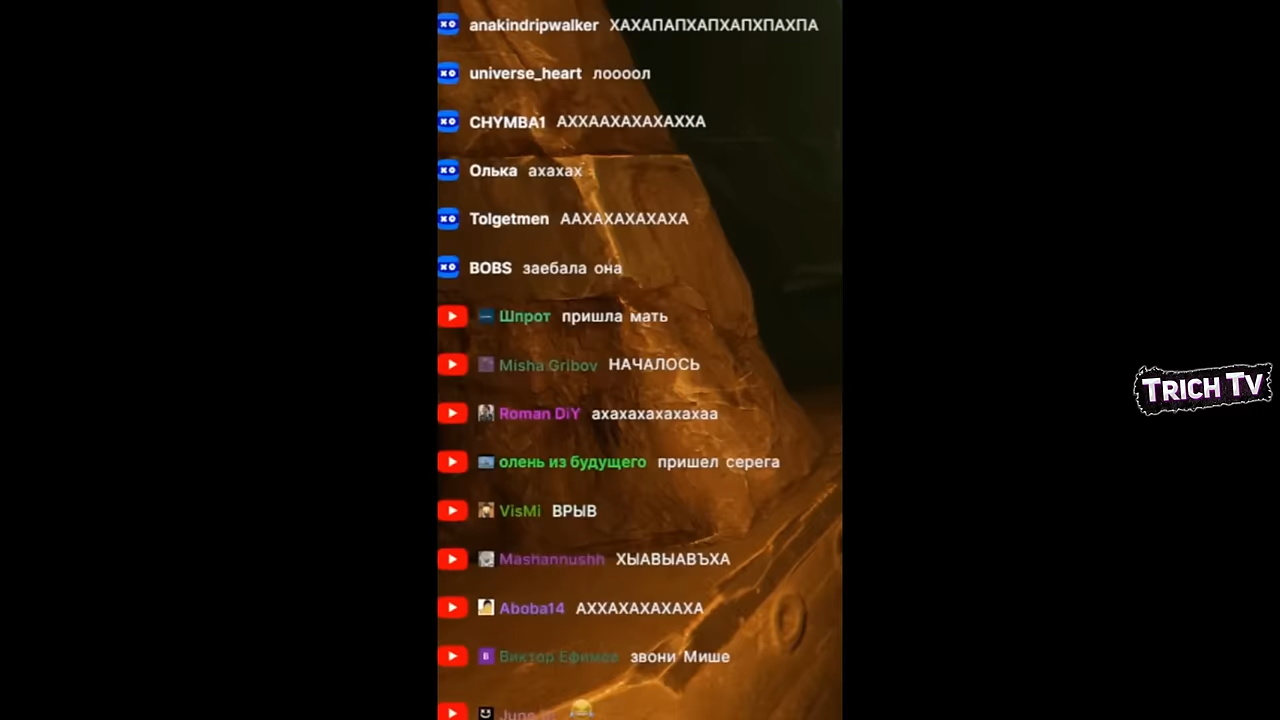 anakindripwalker ХАХАПАПХАПХАПХПАХПА
universe_heart лоооол
CHYMBA1 АХХААХАХАХАХХА
Олька ахахах
Tolgetmen ААХАХАХАХАХА
BOBS заебала она
Шпрот пришла мать
Misha Gribov НАЧАЛОСЬ
Roman DiY ахахахахахахаа
олень из будущего пришел серега
VisMi ВРЫВ
Mashannushh ХЫАВЫАВЪХА
Aboba14 АХХАХАХАХАХА
Виктор Ефимов звони Мише
TRICH TV